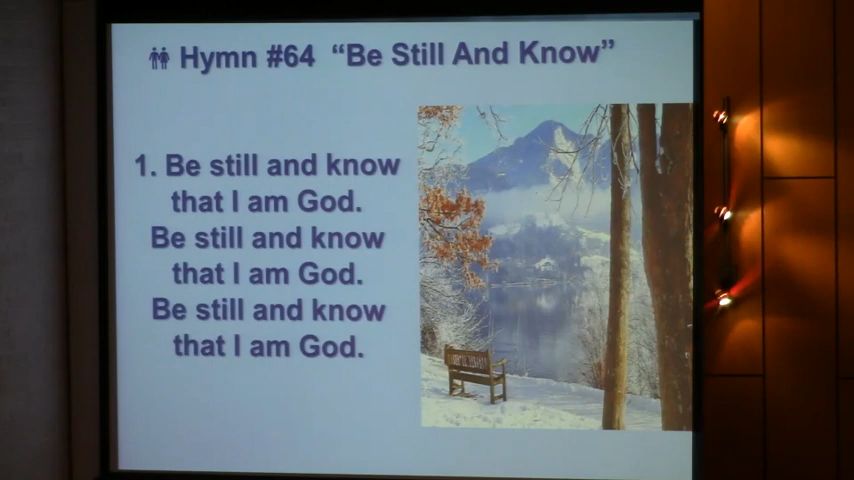 Hymn #64 “Be Still And Know”
1. Be still and know
that I am God.
Be still and know
that I am God.
Be still and know
that I am God.